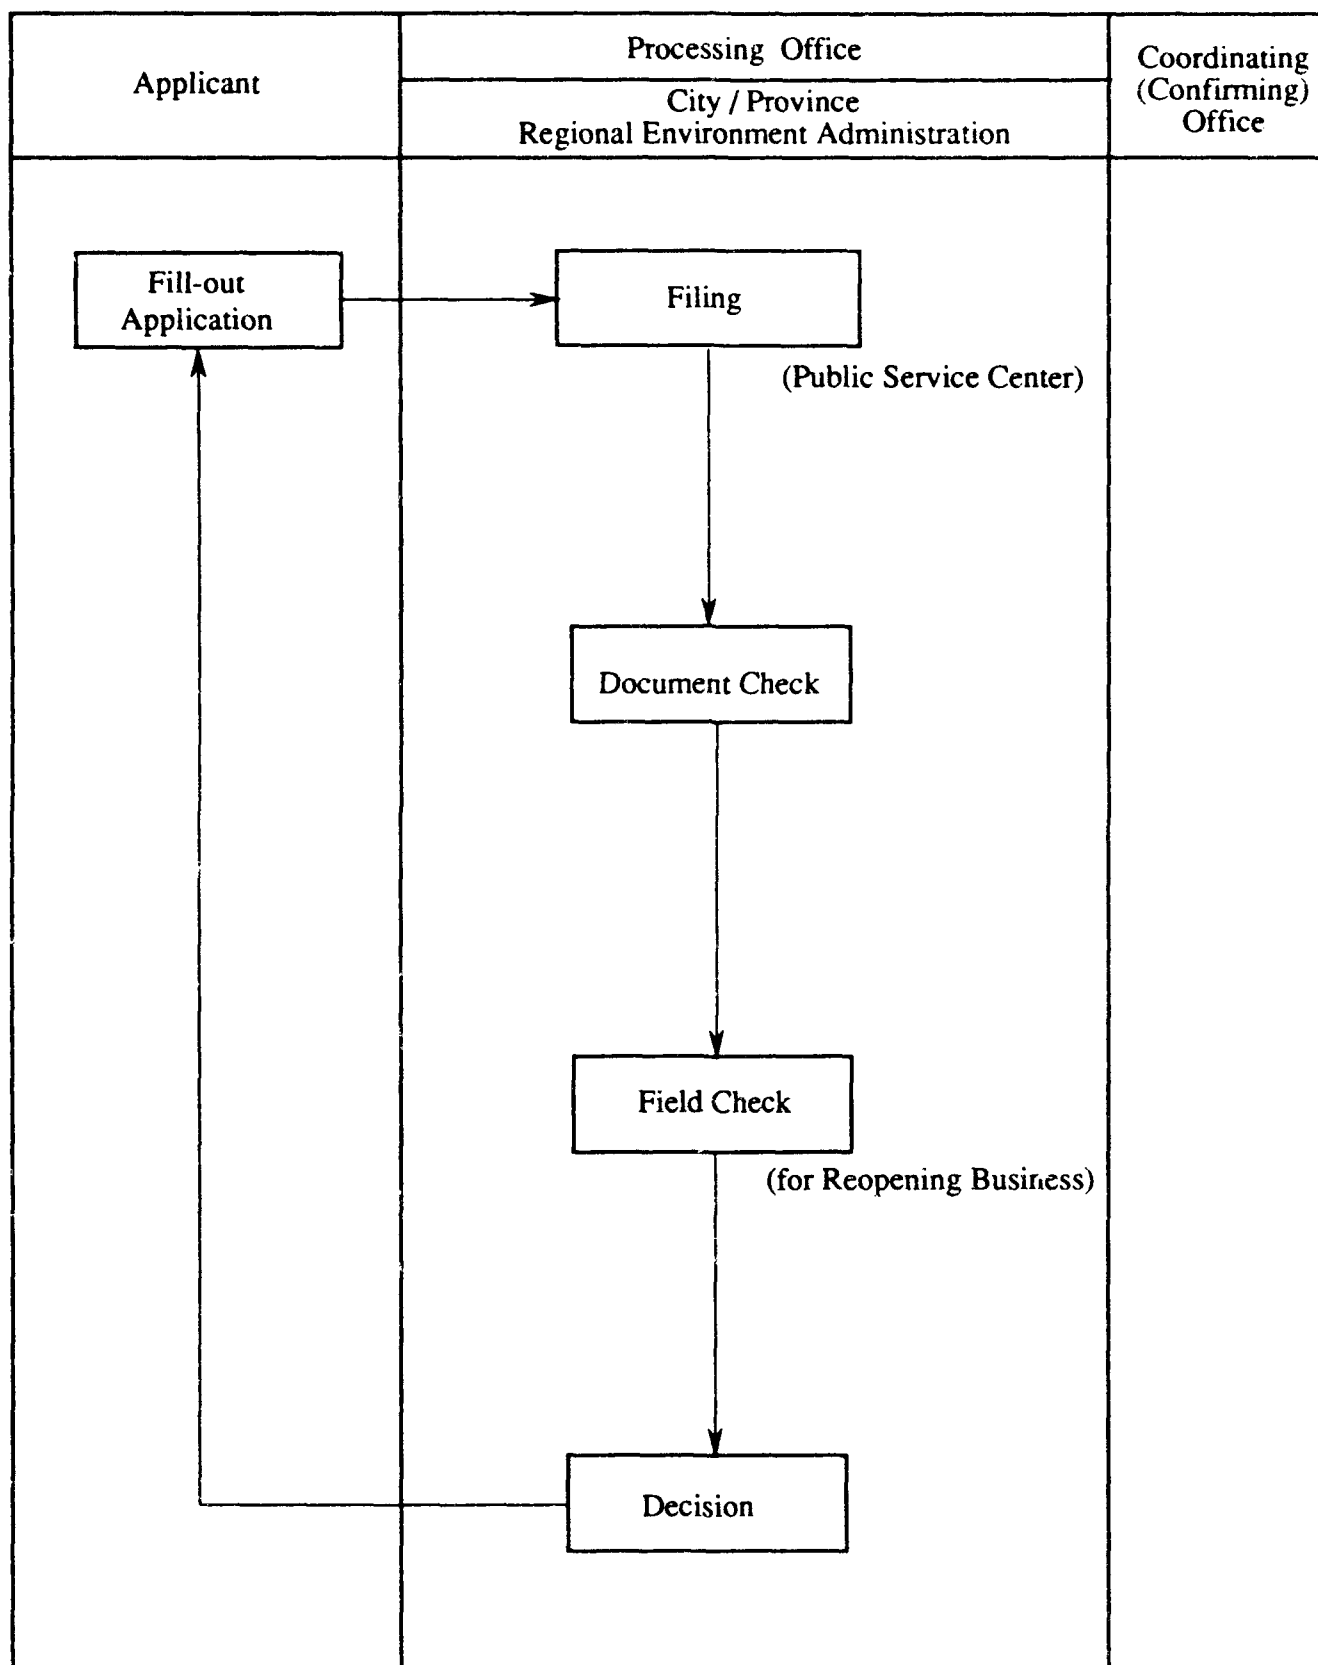 Applicant
Processing Office
City / Province
Regional Environment Administration
Coordinating
(Confirming)
Office
Fill-out
Application
Filing
(Public Service Center)
Document Check
Field Check
(for Reopening Business)
Decision